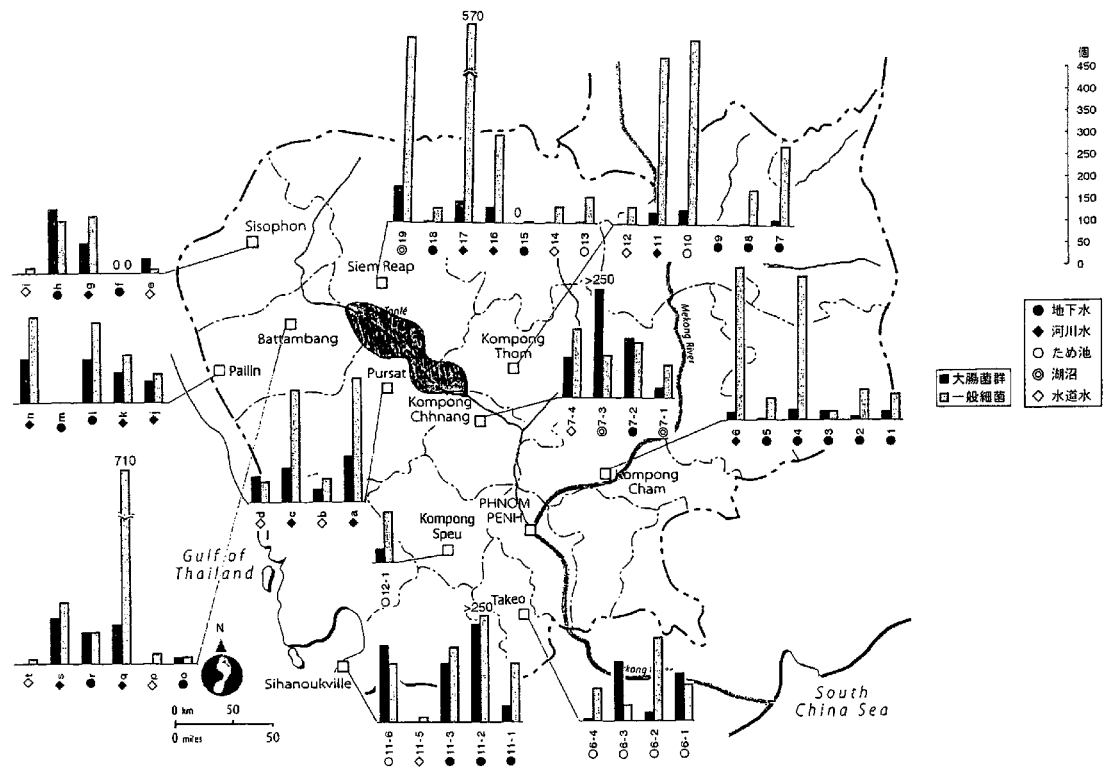 570
個
450
400
350
300
250
200
150
100
50
0
0
◎19
●18
◆17
◆16
●15
◇14
○13
◇12
◆11
○10
●9
●8
●7
Sisophon
0 0
◇i
●h
◆g
●f
◇e
Siem Reap
Battambang
Pailin
Pursat
Kompong
Thom
Kompong
Chhnang
Mekong River
>250
◇7-4
◎7-3
●7-2
◎7-1
◆n
●m
●l
◆k
◆j
◆6
●5
●4
●3
●2
●1
■大腸菌群
一般細菌
●地下水
◆河川水
○ため池
◎湖沼
◇水道水
710
◇d
◆c
◇b
◆a
Kompong
Cham
PHNOM
PENH
Kompong
Speu
○12-1
Gulf of
Thailand
◇t
◆s
●r
◆q
◇p
●o
N
0 km 50
0 miles 50
Sihanoukville
Takeo
>250
○11-6
◇11-5
●11-3
●11-2
●11-1
○6-4
○6-3
○6-2
○6-1
South
China Sea